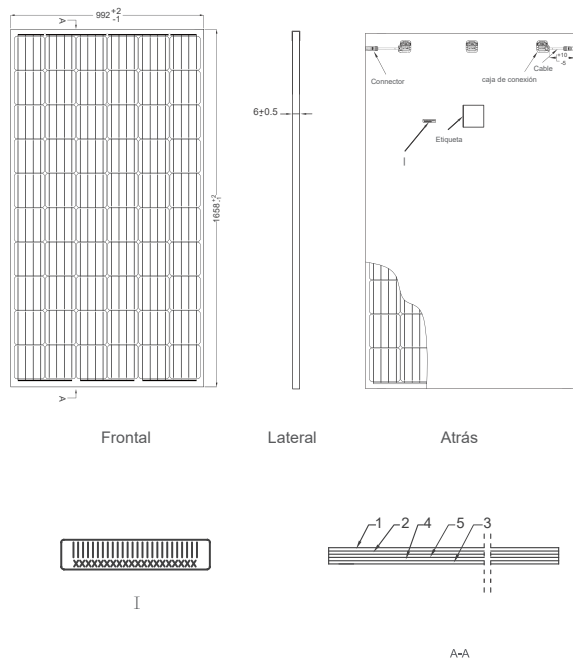 992 +2 -1
A
1658 +2 -1
A
6±0.5
Connector
caja de conexión
Cable
+10
-5
Etiqueta
I
Frontal
Lateral
Atrás
XXXXXXXXXXXXXXXXXXXX
I
1 2 4 5 3
A-A